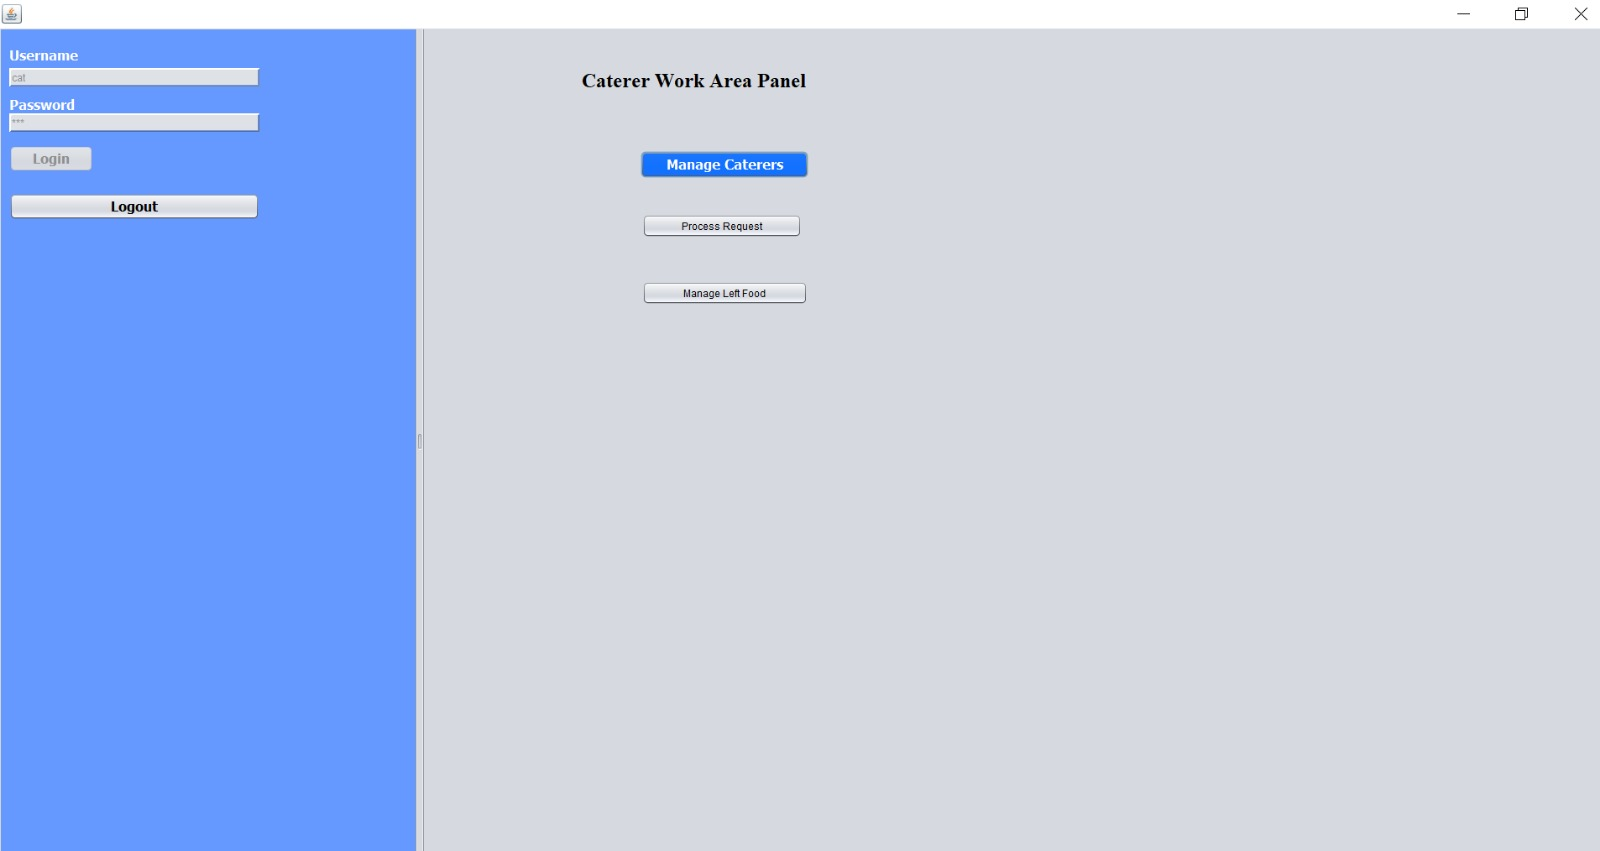 Username
cat
Password
***
Login
Logout
Caterer Work Area Panel
Manage Caterers
Process Request
Manage Left Food